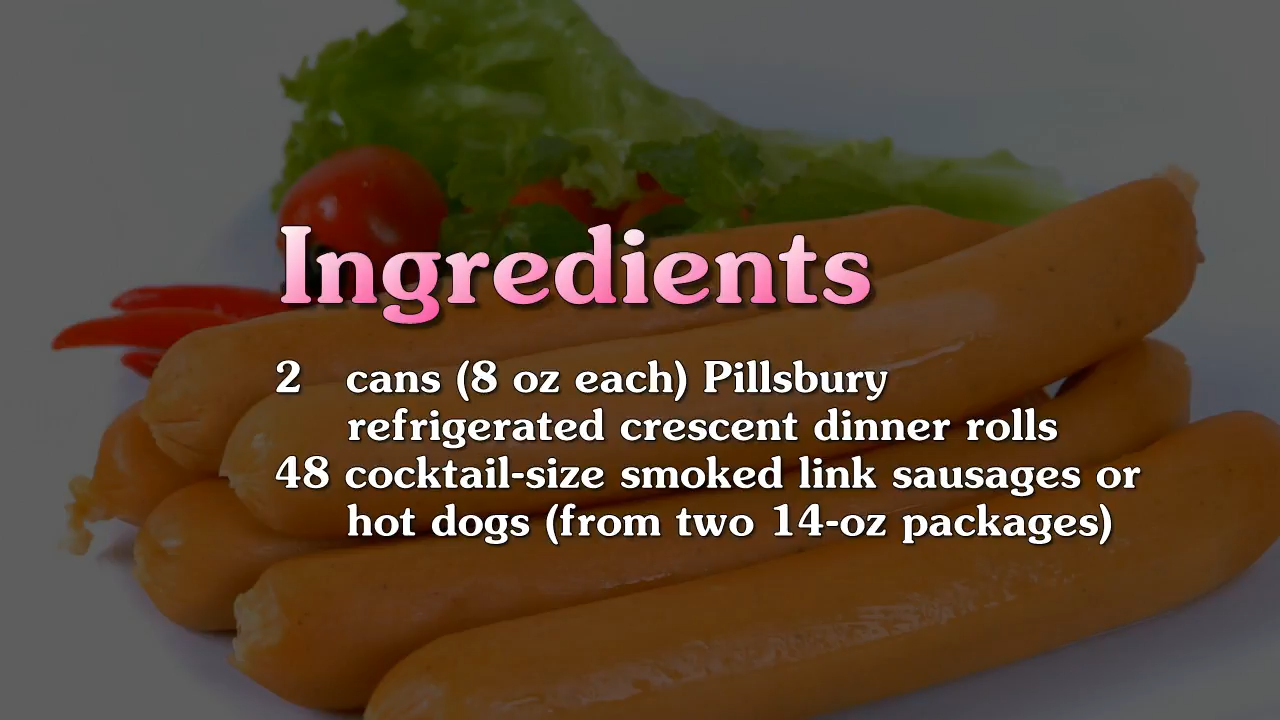 Ingredients
2 cans (8 oz each) Pillsbury
refrigerated crescent dinner rolls
48 cocktail-size smoked link sausages or
hot dogs (from two 14-oz packages)